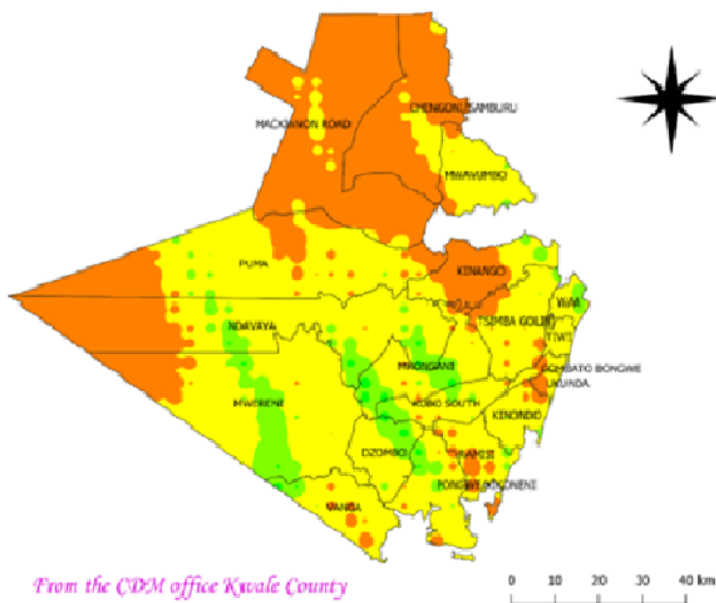 CHENGONI/SAMBURU
MACKINNON ROAD
MWAVUMBO
PUMA
KINANGO
WAA
NDAVAYA
TSIMBA GOLINI
TIWI
MKONGANI
GOMBATO BONGWE
UKUNDA
MWERENI
KUBO SOUTH
KINONDO
DZOMBO
RAMISI
PONGWE/KIKONENI
VANGA
From the CDM office Kwale County
0 10 20 30 40 km